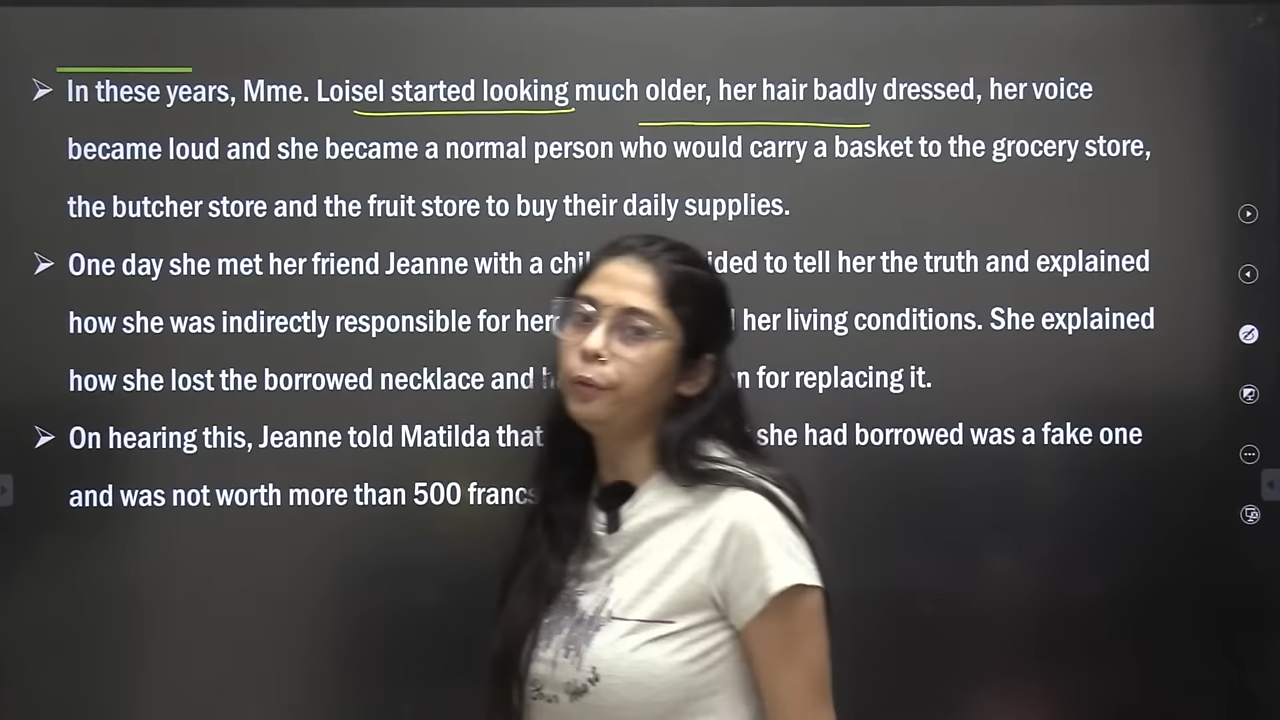 ➢ In these years, Mme. Loisel started looking much older, her hair badly dressed, her voice
became loud and she became a normal person who would carry a basket to the grocery store,
the butcher store and the fruit store to buy their daily supplies.
➢ One day she met her friend Jeanne with a to tell her the truth and explained
how she was indirectly responsible for her living conditions. She explained
how she lost the borrowed necklace and for replacing it.
➢ On hearing this, Jeanne told Matilda that she had borrowed was a fake one
and was not worth more than 500 francs